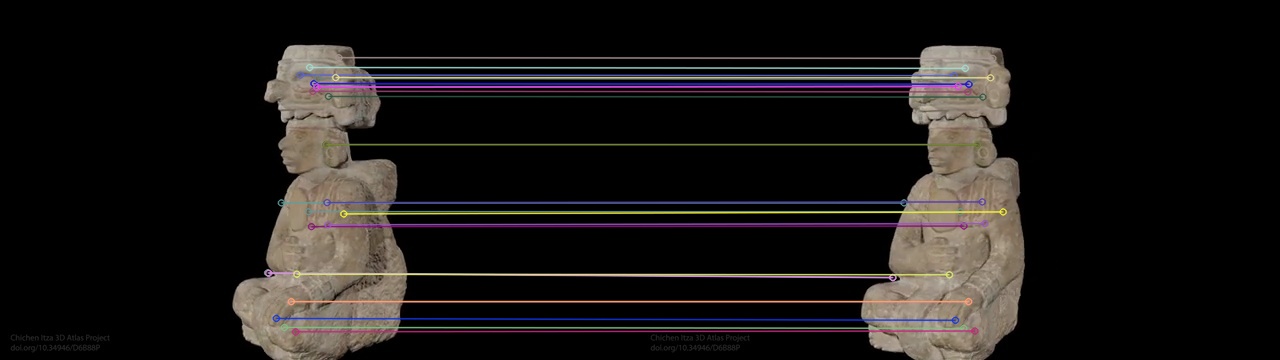 Chichen Itza 3D Atlas Project
doi.org/10.34946/D6B88P
Chichen Itza 3D Atlas Project
doi.org/10.34946/D6B88P